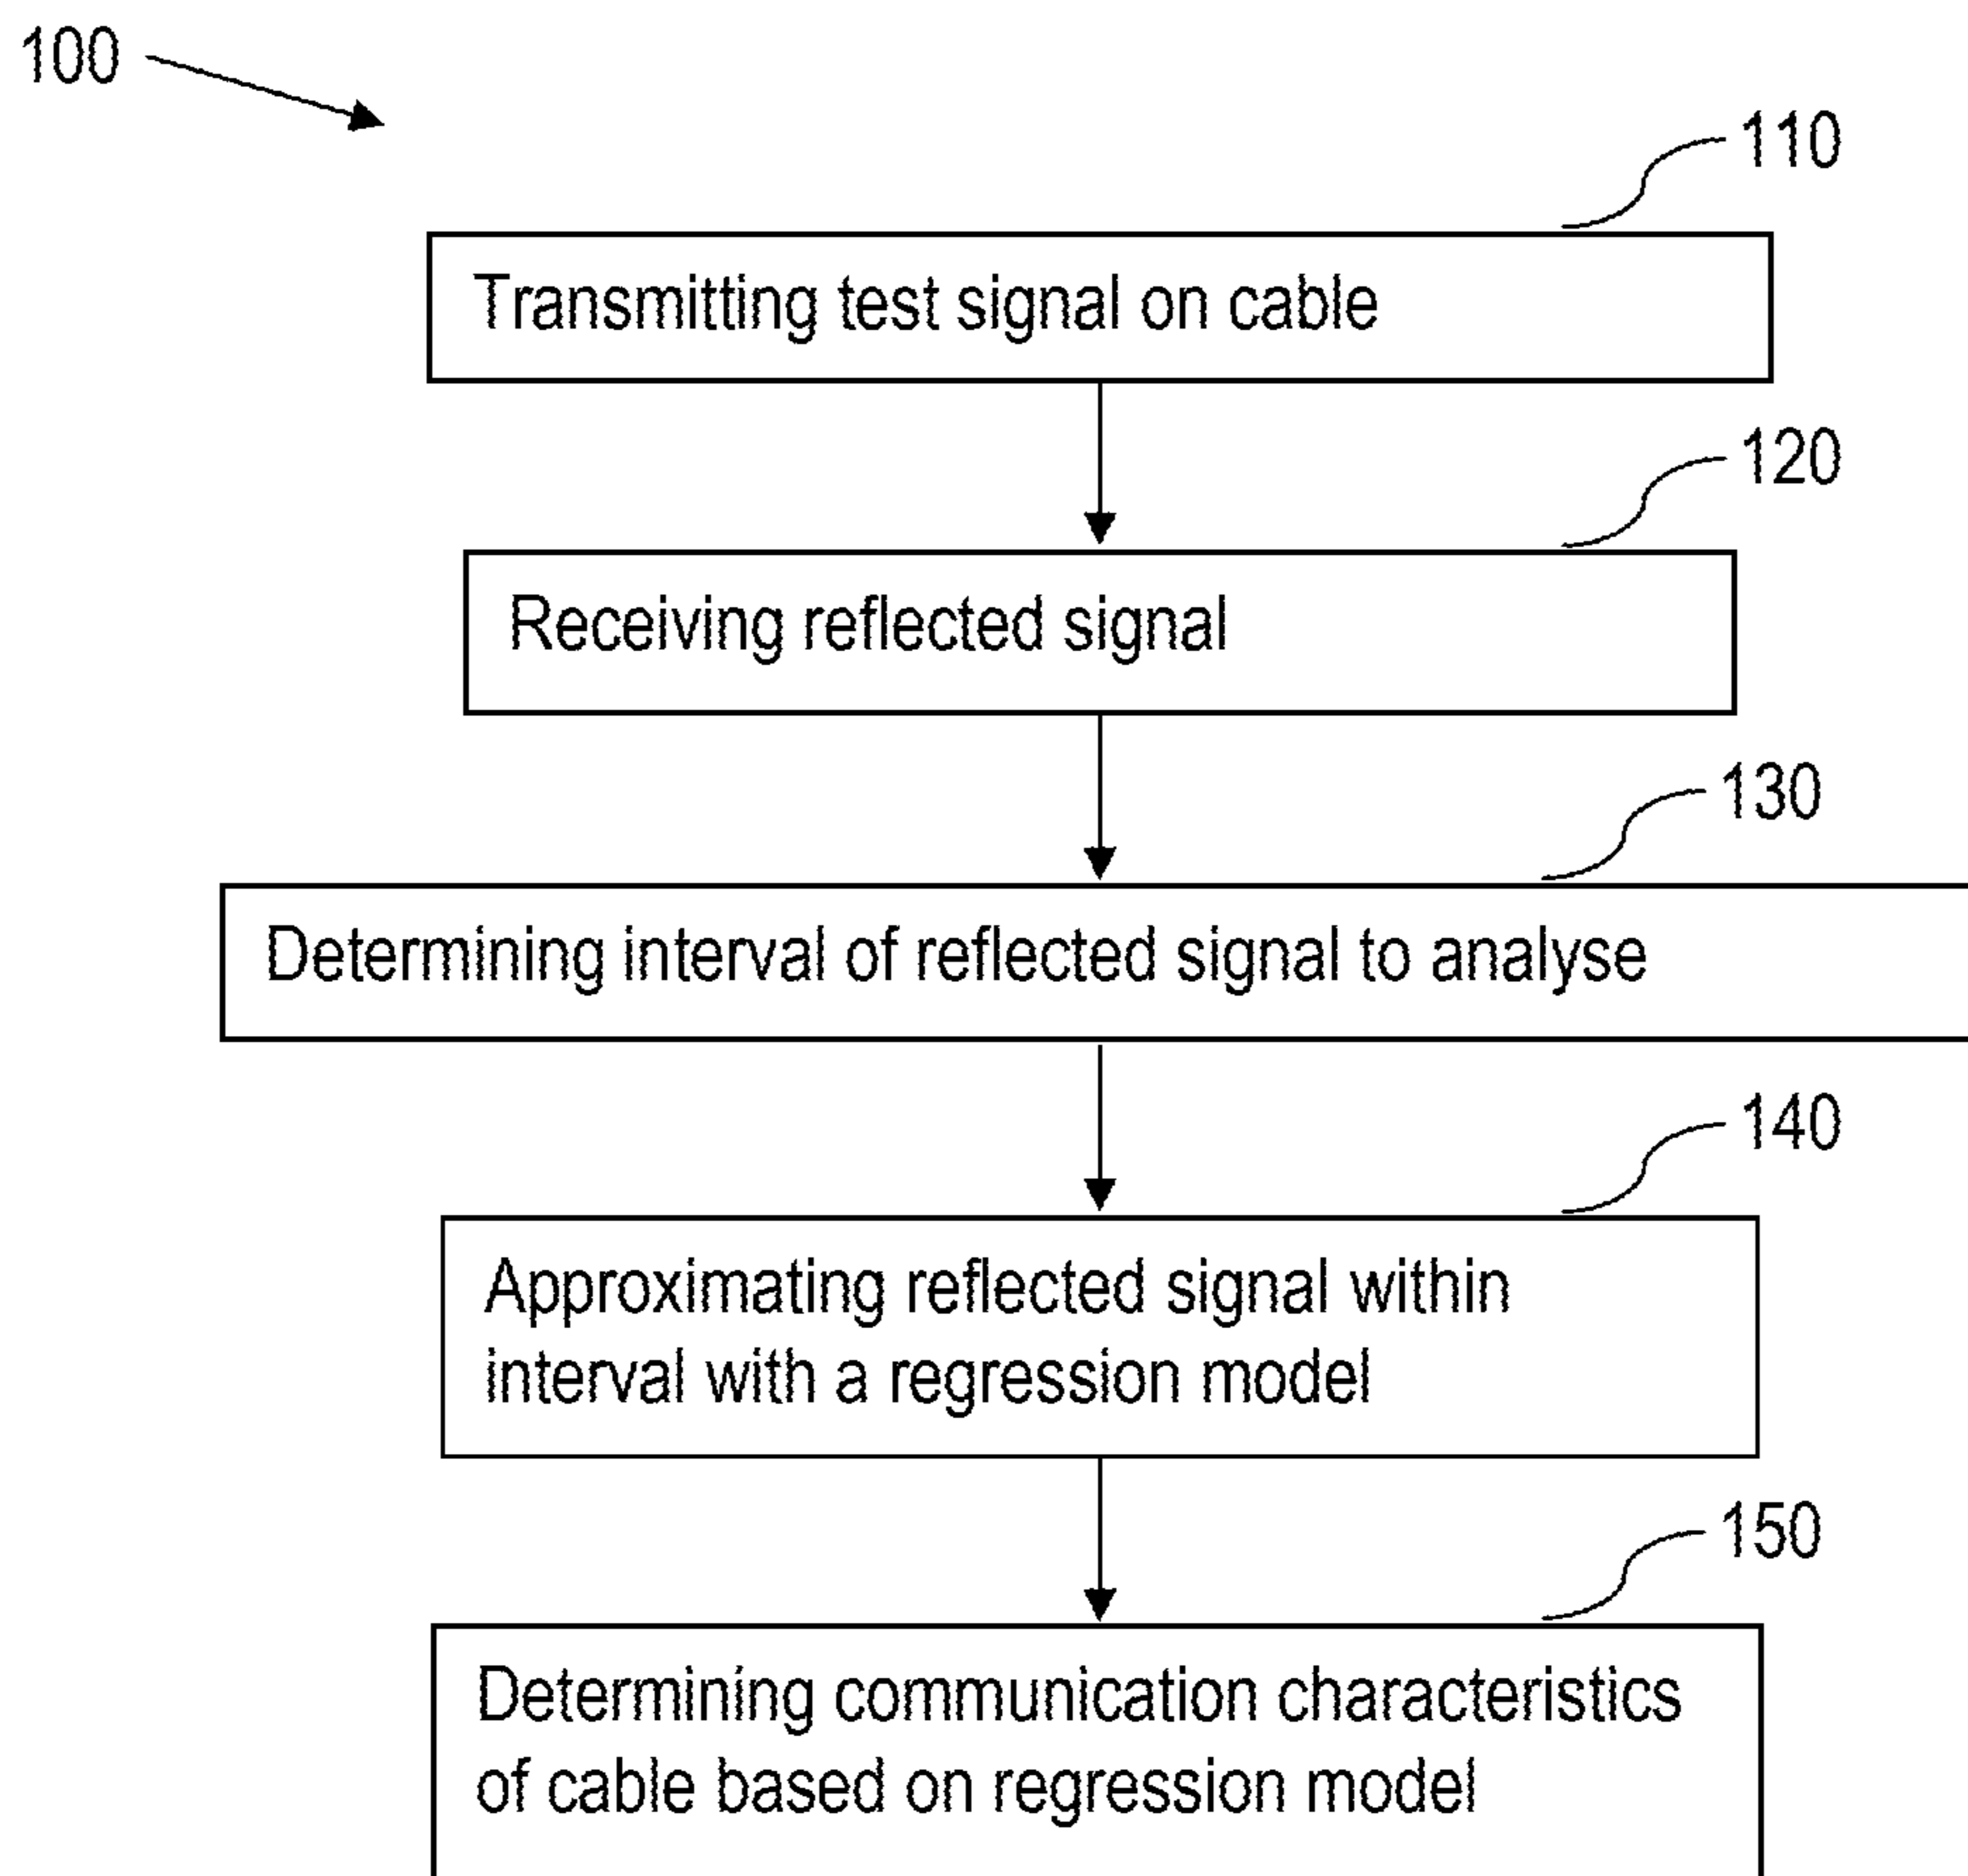 100
110
Transmitting test signal on cable
120
Receiving reflected signal
130
Determining interval of reflected signal to analyse
140
Approximating reflected signal within
interval with a regression model
150
Determining communication characteristics
of cable based on regression model